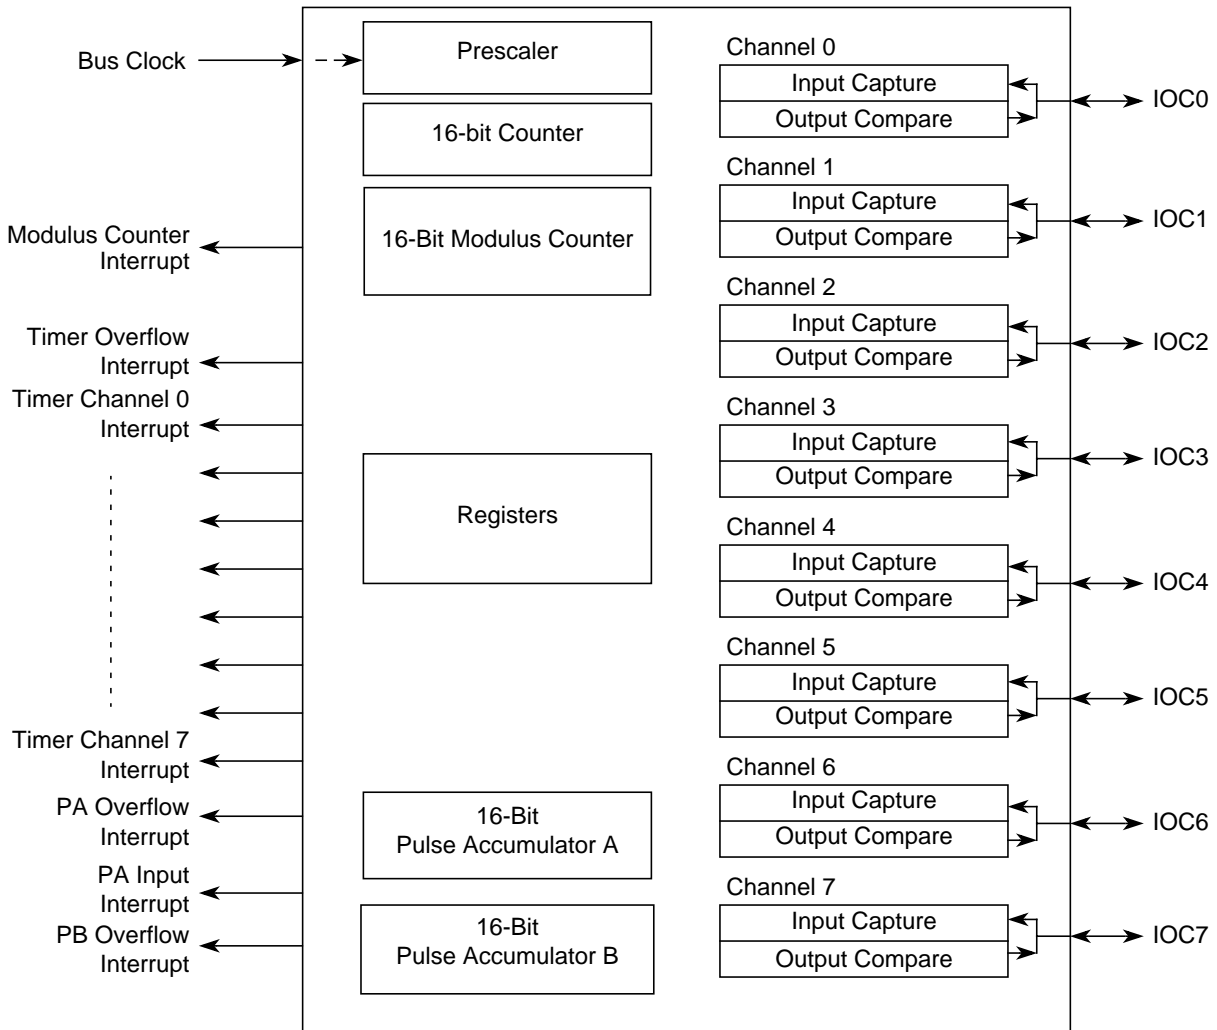 Bus Clock
Modulus Counter
Interrupt
Timer Overflow
Interrupt
Timer Channel 0
Interrupt
Timer Channel 7
Interrupt
PA Overflow
Interrupt
PA Input
Interrupt
PB Overflow
Interrupt
Prescaler
16-bit Counter
16-Bit Modulus Counter
Registers
16-Bit
Pulse Accumulator A
16-Bit
Pulse Accumulator B
Channel 0
Input Capture
Output Compare
IOC0
Channel 1
Input Capture
Output Compare
IOC1
Channel 2
Input Capture
Output Compare
IOC2
Channel 3
Input Capture
Output Compare
IOC3
Channel 4
Input Capture
Output Compare
IOC4
Channel 5
Input Capture
Output Compare
IOC5
Channel 6
Input Capture
Output Compare
IOC6
Channel 7
Input Capture
Output Compare
IOC7